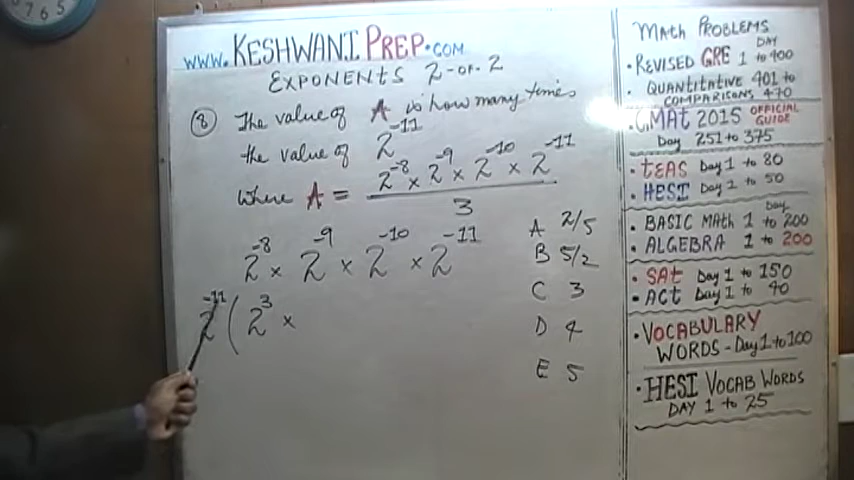 7 6 5
www.KESHWANIPREP.COM
EXPONENTS 2-OF-2
8 The value of A is how many times
the value of 2^-11
where A = 2^-8 × 2^-9 × 2^-10 × 2^-11
3
2^-8 × 2^-9 × 2^-10 × 2^-11
2^-11 ( 2^3 ×
A 2/5
B 5/2
C 3
D 4
E 5
Math PROBLEMS
• REVISED GRE DAY 1 to 400
• QUANTITATIVE 401 to
COMPARISONS 470
• GMAt 2015 OFFICIAL GUIDE
Day 251 to 375
• tEAS Day 1 to 80
• HESI Day 1 to 50
• BASIC MAth Day 1 to 200
• ALGEBRA 1 to 200
• SAt Day 1 to 150
• ACt Day 1 to 40
• VOCABULARY
WORDS - Day 1 to 100
• HESI VOCAB WORDS
DAY 1 to 25